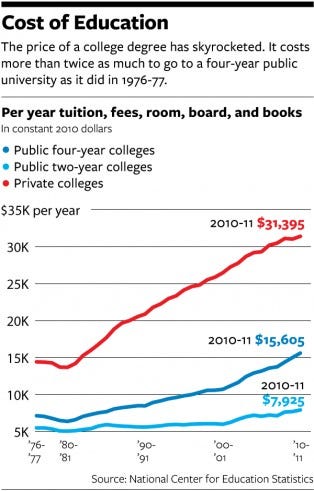 Cost of Education
The price of a college degree has skyrocketed. It costs
more than twice as much to go to a four-year public
university as it did in 1976-77.
Per year tuition, fees, room, board, and books
In constant 2010 dollars
• Public four-year colleges
• Public two-year colleges
• Private colleges
$35K per year
2010-11 $31,395
30K
25K
20K
2010-11 $15,605
15K
2010-11
10K
$7,925
5K
'76-'77
'80-'81
'90-'91
'00-'01
'10-'11
Source: National Center for Education Statistics